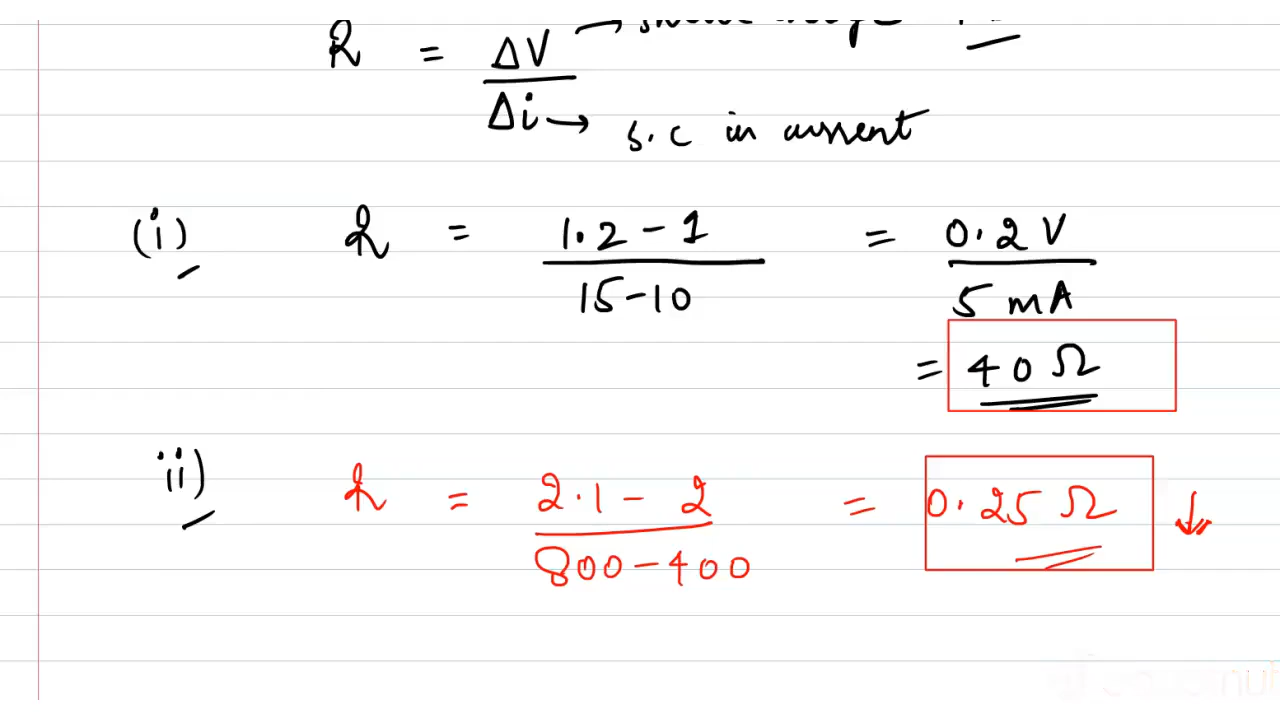 R = ΔV →
Δi → s.c in current
(i) R = 1.2 - 1 = 0.2 V
15-10 5 mA
= 40 Ω
ii) R = 2.1 - 2 = 0.25 Ω ↓
800-400